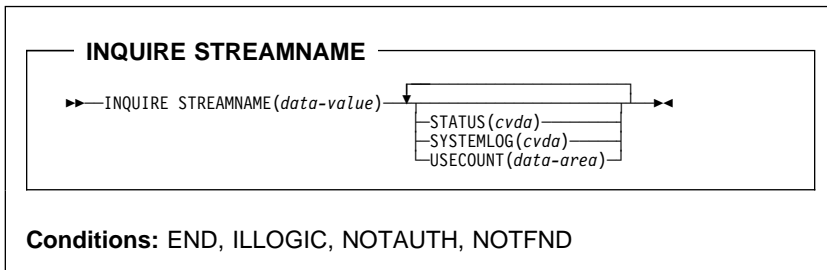 INQUIRE STREAMNAME
INQUIRE STREAMNAME(data-value)
STATUS(cvda)
SYSTEMLOG(cvda)
USECOUNT(data-area)
Conditions: END, ILLOGIC, NOTAUTH, NOTFND